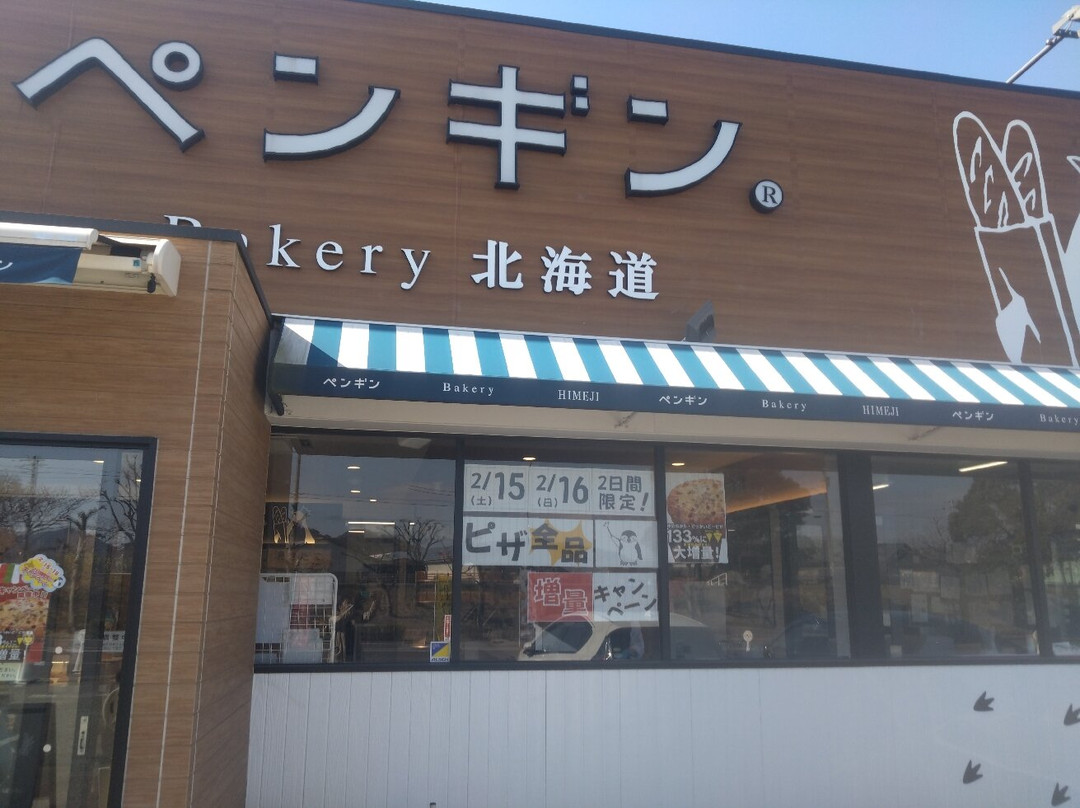 ペンギン®
Bakery 北海道
ペンギン Bakery HIMEJI ペンギン Bakery HIMEJI ペンギン Bakery
2/15(土) 2/16(日) 2日間限定!
ピザ全品
増量キャンペーン
133%に
大増量!